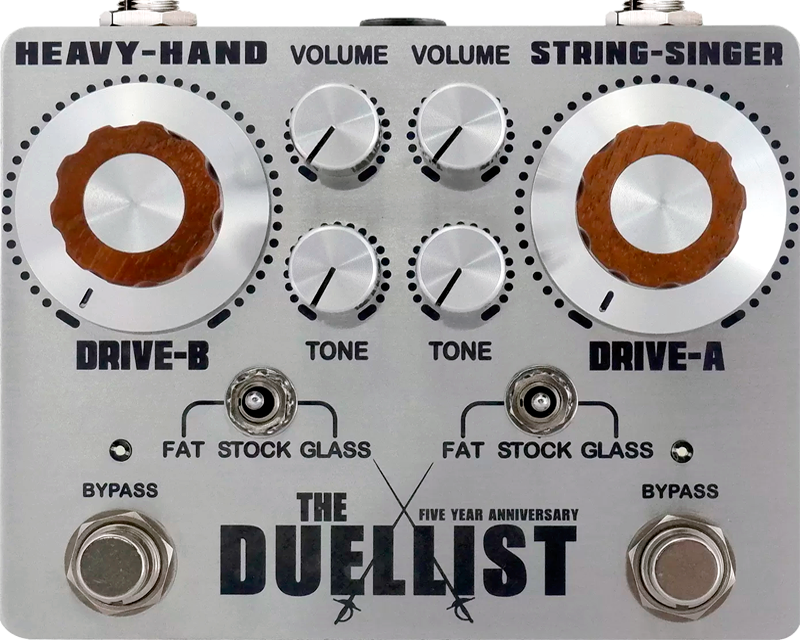 HEAVY-HAND VOLUME VOLUME STRING-SINGER
TONE TONE
DRIVE-B DRIVE-A
FAT STOCK GLASS FAT STOCK GLASS
BYPASS BYPASS
THE
FIVE YEAR ANNIVERSARY
DUELLIST